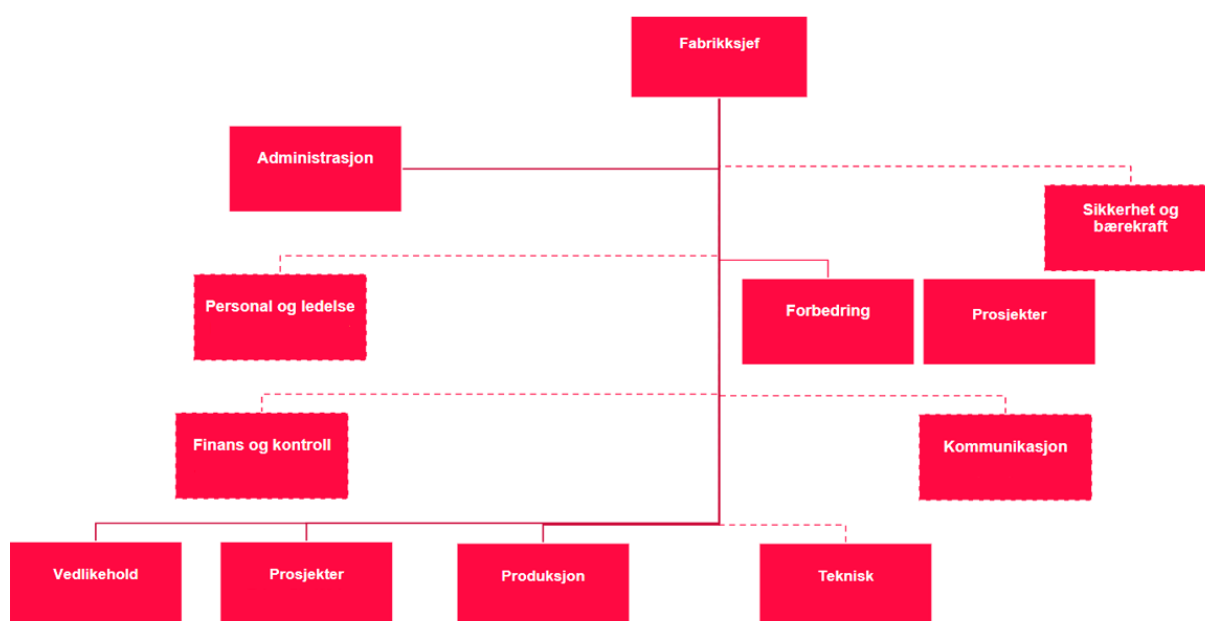 Fabrikksjef
Administrasjon
Sikkerhet og
bærekraft
Personal og ledelse
Forbedring
Prosjekter
Finans og kontroll
Kommunikasjon
Vedlikehold
Prosjekter
Produksjon
Teknisk